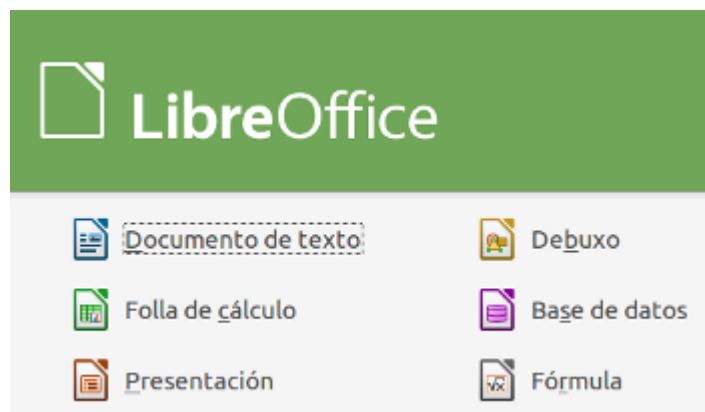 LibreOffice
Documento de texto
Debuxo
Folla de cálculo
Base de datos
Presentación
Fórmula